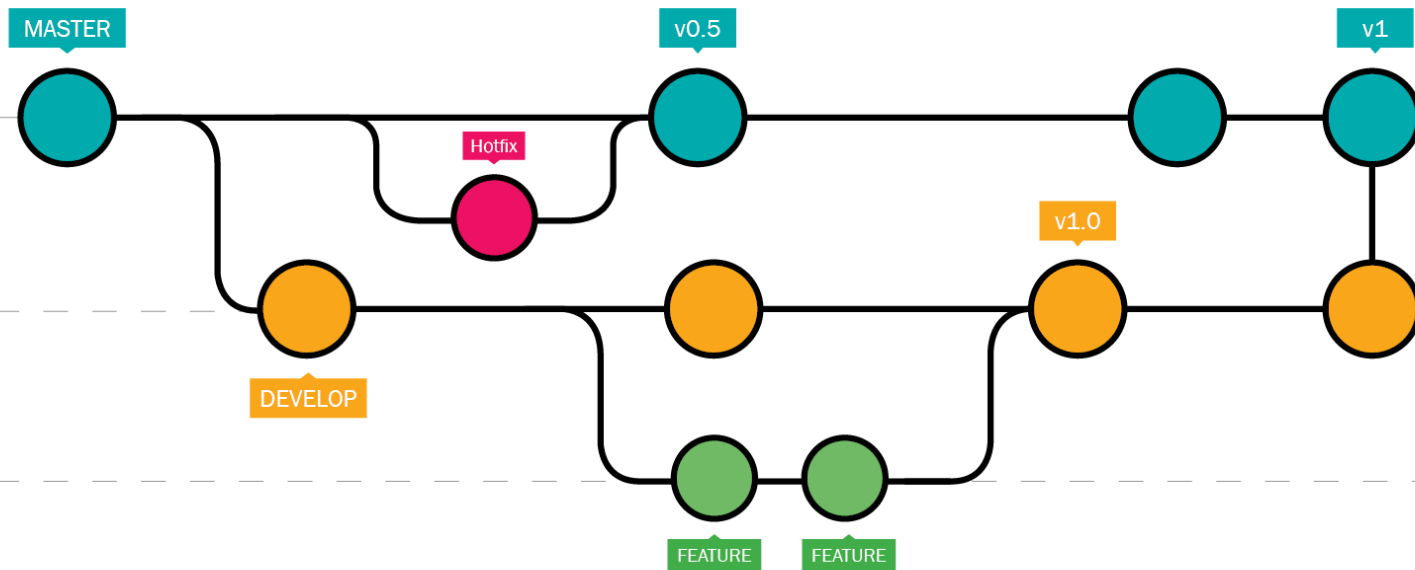 MASTER
v0.5
v1
Hotfix
v1.0
DEVELOP
FEATURE
FEATURE